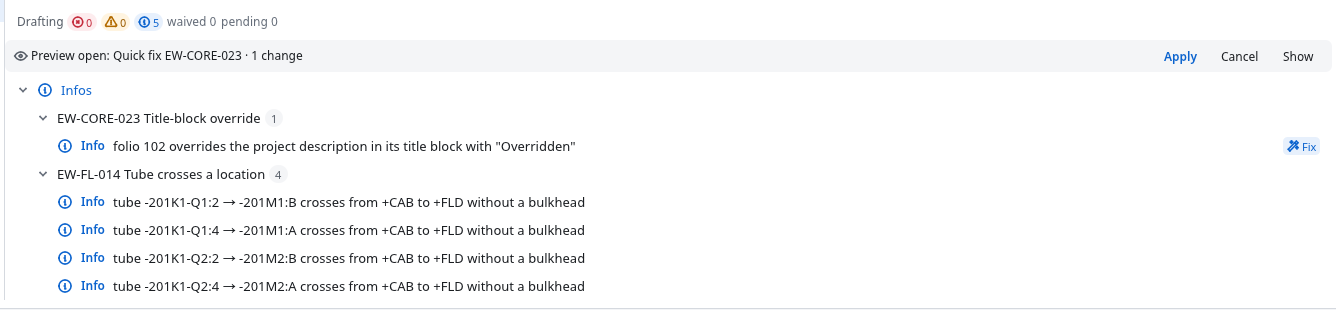 Drafting 0 0 5 waived 0 pending 0
Preview open: Quick fix EW-CORE-023 · 1 change Apply Cancel Show
Infos
EW-CORE-023 Title-block override 1
Info folio 102 overrides the project description in its title block with "Overridden" Fix
EW-FL-014 Tube crosses a location 4
Info tube -201K1-Q1:2 → -201M1:B crosses from +CAB to +FLD without a bulkhead
Info tube -201K1-Q1:4 → -201M1:A crosses from +CAB to +FLD without a bulkhead
Info tube -201K1-Q2:2 → -201M2:B crosses from +CAB to +FLD without a bulkhead
Info tube -201K1-Q2:4 → -201M2:A crosses from +CAB to +FLD without a bulkhead